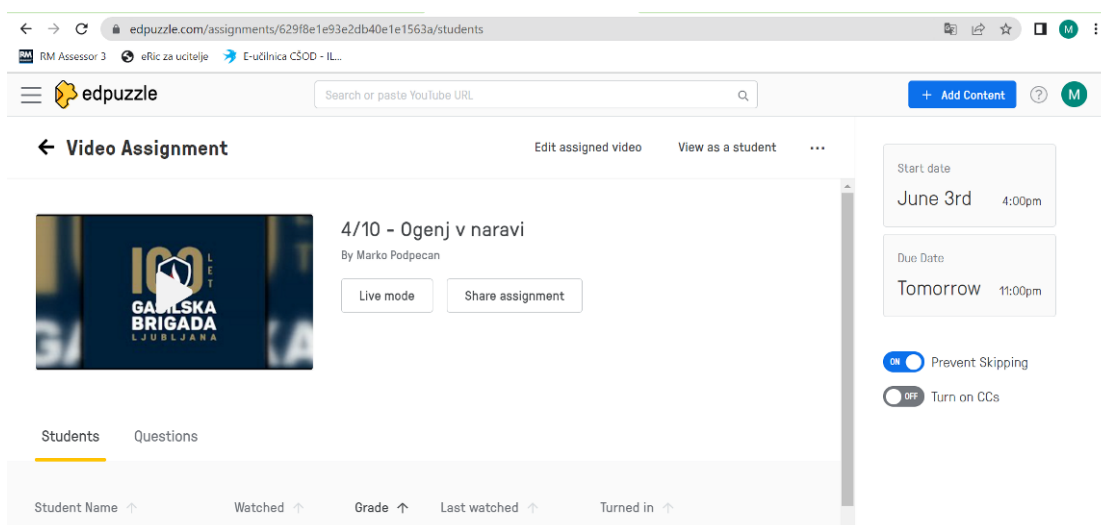 edpuzzle.com/assignments/629f8e1e93e2db40e1e1563a/students
M
RM RM Assessor 3 eRic za ucitelje E-učilnica CŠOD - IL...
edpuzzle
Search or paste YouTube URL
+ Add Content
?
M
Video Assignment
Edit assigned video View as a student ...
100 LET
GASILSKA
BRIGADA
LJUBLJANA
4/10 - Ogenj v naravi
By Marko Podpecan
Live mode Share assignment
Students Questions
Student Name Watched Grade Last watched Turned in
Start date
June 3rd 4:00pm
Due Date
Tomorrow 11:00pm
ON Prevent Skipping
OFF Turn on CCs